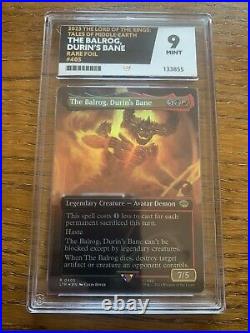 2023 THE LORD OF THE RINGS:
TALES OF MIDDLE-EARTH
THE BALROG,
DURIN'S BANE
RARE FOIL
#405
9
MINT
133855
The Balrog, Durin's Bane
Legendary Creature — Avatar Demon
This spell costs less to cast for each
permanent sacrificed this turn.
Haste
The Balrog, Durin's Bane can't be
blocked except by legendary creatures.
When The Balrog dies, destroy target
artifact or creature an opponent controls.
7/5